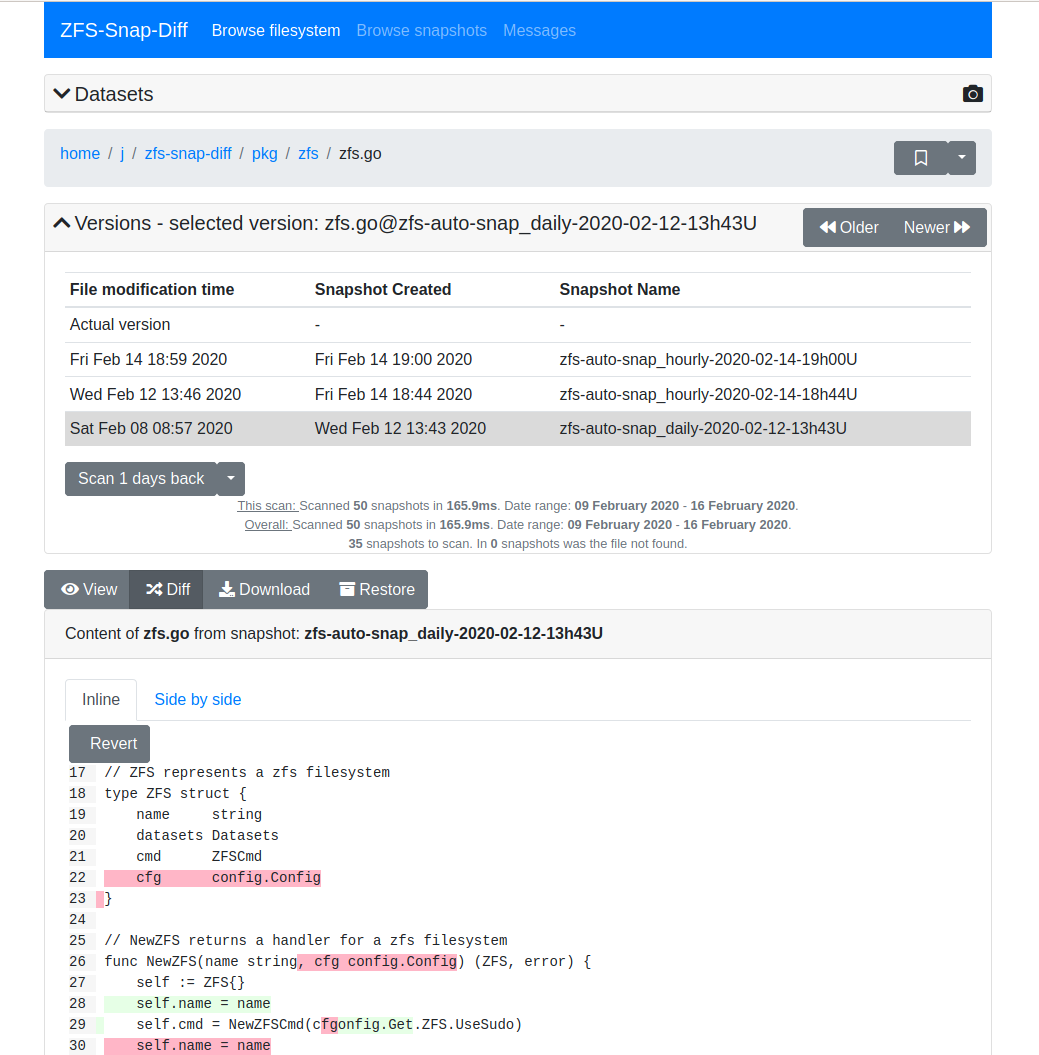 ZFS-Snap-Diff Browse filesystem Browse snapshots Messages
Datasets
home / j / zfs-snap-diff / pkg / zfs / zfs.go
Versions - selected version: zfs.go@zfs-auto-snap_daily-2020-02-12-13h43U Older Newer
File modification time Snapshot Created Snapshot Name
Actual version - -
Fri Feb 14 18:59 2020 Fri Feb 14 19:00 2020 zfs-auto-snap_hourly-2020-02-14-19h00U
Wed Feb 12 13:46 2020 Fri Feb 14 18:44 2020 zfs-auto-snap_hourly-2020-02-14-18h44U
Sat Feb 08 08:57 2020 Wed Feb 12 13:43 2020 zfs-auto-snap_daily-2020-02-12-13h43U
Scan 1 days back
This scan: Scanned 50 snapshots in 165.9ms. Date range: 09 February 2020 - 16 February 2020.
Overall: Scanned 50 snapshots in 165.9ms. Date range: 09 February 2020 - 16 February 2020.
35 snapshots to scan. In 0 snapshots was the file not found.
View Diff Download Restore
Content of zfs.go from snapshot: zfs-auto-snap_daily-2020-02-12-13h43U
Inline Side by side
Revert
17 // ZFS represents a zfs filesystem
18 type ZFS struct {
19 name string
20 datasets Datasets
21 cmd ZFSCmd
22 cfg config.Config
23 }
24
25 // NewZFS returns a handler for a zfs filesystem
26 func NewZFS(name string, cfg config.Config) (ZFS, error) {
27 self := ZFS{}
28 self.name = name
29 self.cmd = NewZFSCmd(cfgonfig.Get.ZFS.UseSudo)
30 self.name = name